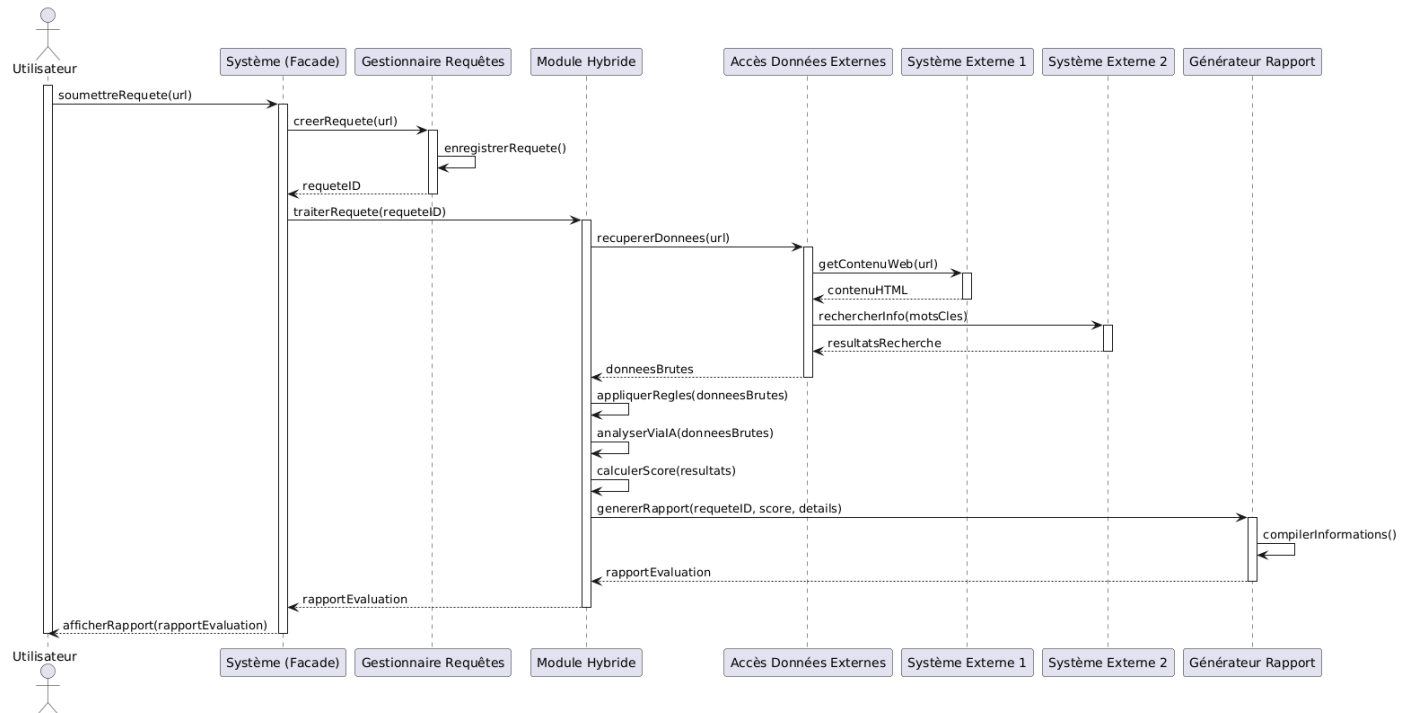 Utilisateur
Système (Facade)
Gestionnaire Requêtes
Module Hybride
Accès Données Externes
Système Externe 1
Système Externe 2
Générateur Rapport
soumettreRequete(url)
creerRequete(url)
enregistrerRequete()
requeteID
traiterRequete(requeteID)
recupererDonnees(url)
getContenuWeb(url)
contenuHTML
rechercherInfo(motsCles)
resultatsRecherche
donneesBrutes
appliquerRegles(donneesBrutes)
analyserViaIA(donneesBrutes)
calculerScore(resultats)
genererRapport(requeteID, score, details)
compilerInformations()
rapportEvaluation
rapportEvaluation
afficherRapport(rapportEvaluation)
Utilisateur
Système (Facade)
Gestionnaire Requêtes
Module Hybride
Accès Données Externes
Système Externe 1
Système Externe 2
Générateur Rapport